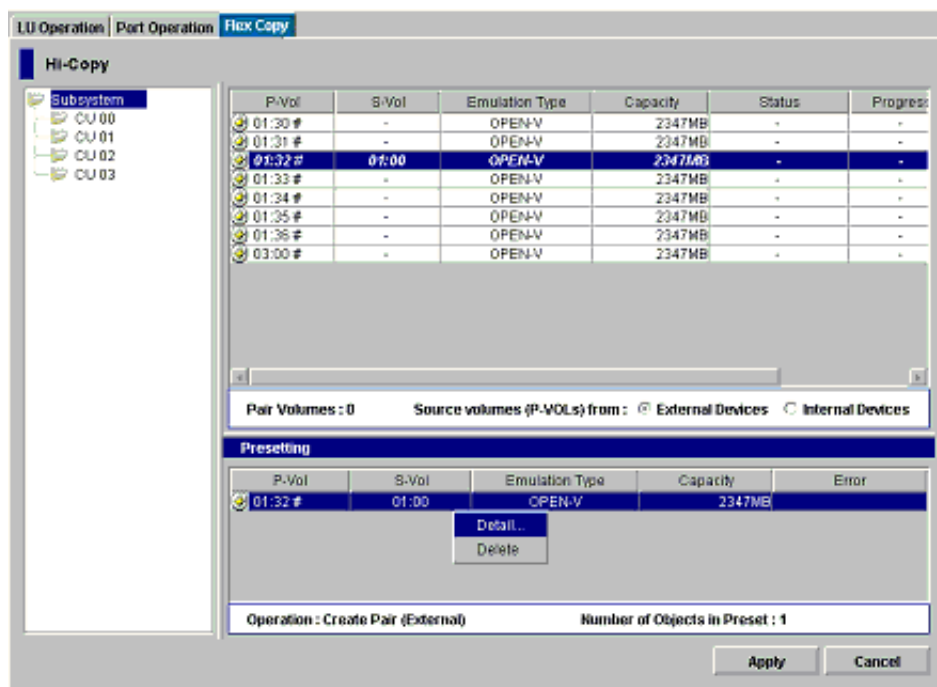 LU Operation Port Operation Flex Copy
Hi-Copy
Subsystem
CU 00
CU 01
CU 02
CU 03
P-Vol S-Vol Emulation Type Capacity Status Progress
01:30 # - OPEN-V 2347MB - -
01:31 # - OPEN-V 2347MB - -
01:32 # 01:00 OPEN-V 2347MB - -
01:33 # - OPEN-V 2347MB - -
01:34 # - OPEN-V 2347MB - -
01:35 # - OPEN-V 2347MB - -
01:36 # - OPEN-V 2347MB - -
03:00 # - OPEN-V 2347MB - -
Pair Volumes : 0 Source volumes (P-VOLs) from : External Devices Internal Devices
Presetting
P-Vol S-Vol Emulation Type Capacity Error
01:32 # 01:00 OPEN-V 2347MB
Detail...
Delete
Operation : Create Pair (External) Number of Objects in Preset : 1
Apply Cancel